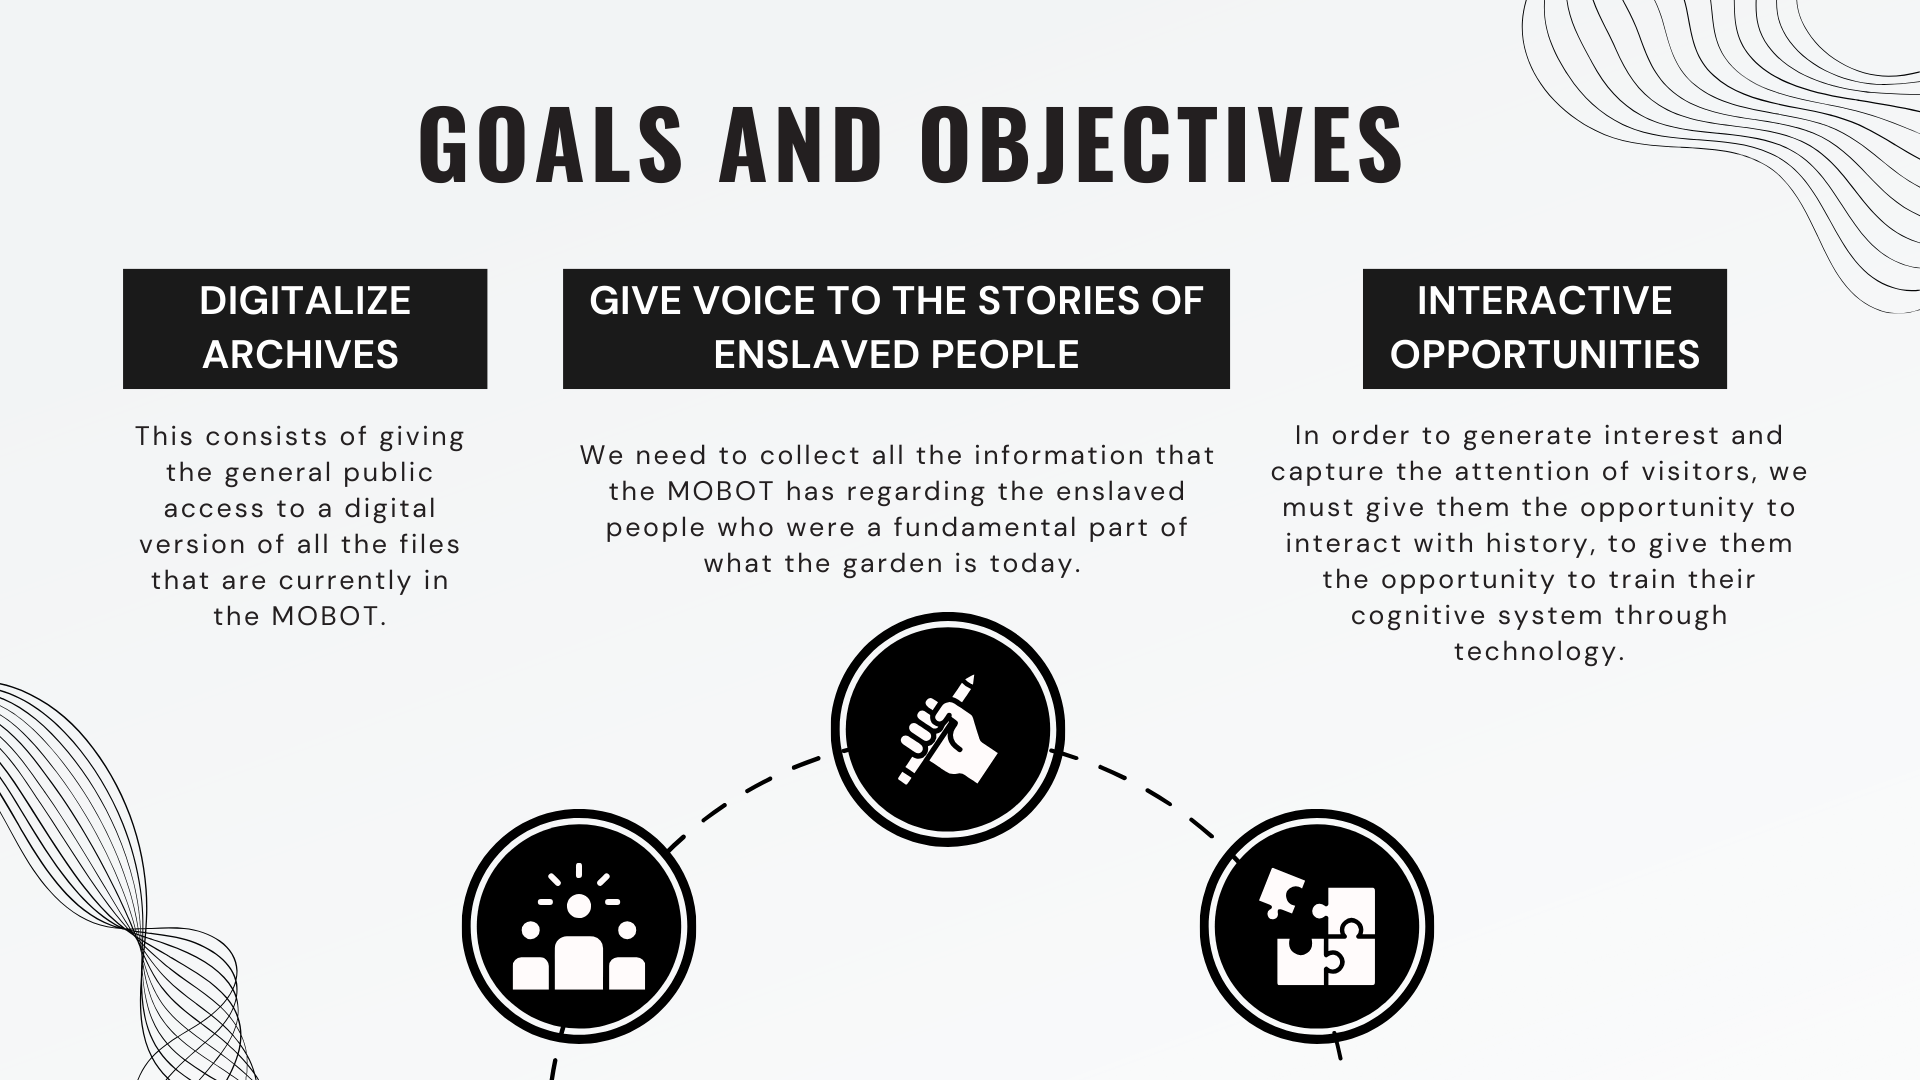 GOALS AND OBJECTIVES
DIGITALIZE
ARCHIVES
This consists of giving
the general public
access to a digital
version of all the files
that are currently in
the MOBOT.
GIVE VOICE TO THE STORIES OF
ENSLAVED PEOPLE
We need to collect all the information that
the MOBOT has regarding the enslaved
people who were a fundamental part of
what the garden is today.
INTERACTIVE
OPPORTUNITIES
In order to generate interest and
capture the attention of visitors, we
must give them the opportunity to
interact with history, to give them
the opportunity to train their
cognitive system through
technology.